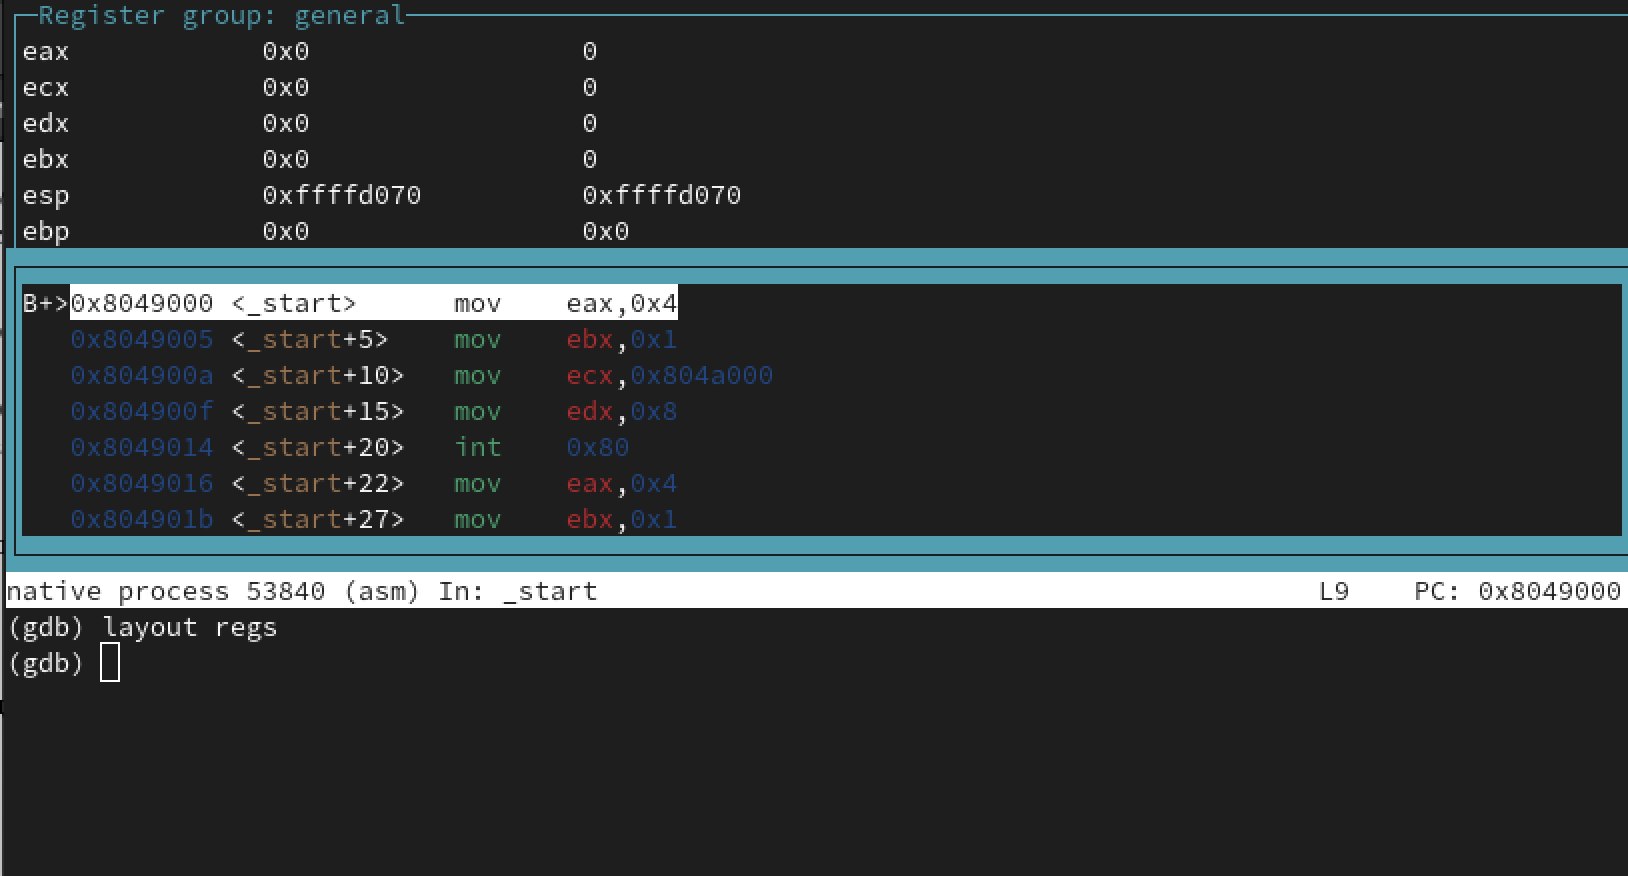 Register group: general
eax 0x0 0
ecx 0x0 0
edx 0x0 0
ebx 0x0 0
esp 0xffffd070 0xffffd070
ebp 0x0 0x0
B+>0x8049000 <_start> mov eax,0x4
0x8049005 <_start+5> mov ebx,0x1
0x804900a <_start+10> mov ecx,0x804a000
0x804900f <_start+15> mov edx,0x8
0x8049014 <_start+20> int 0x80
0x8049016 <_start+22> mov eax,0x4
0x804901b <_start+27> mov ebx,0x1
native process 53840 (asm) In: _start L9 PC: 0x8049000
(gdb) layout regs
(gdb)